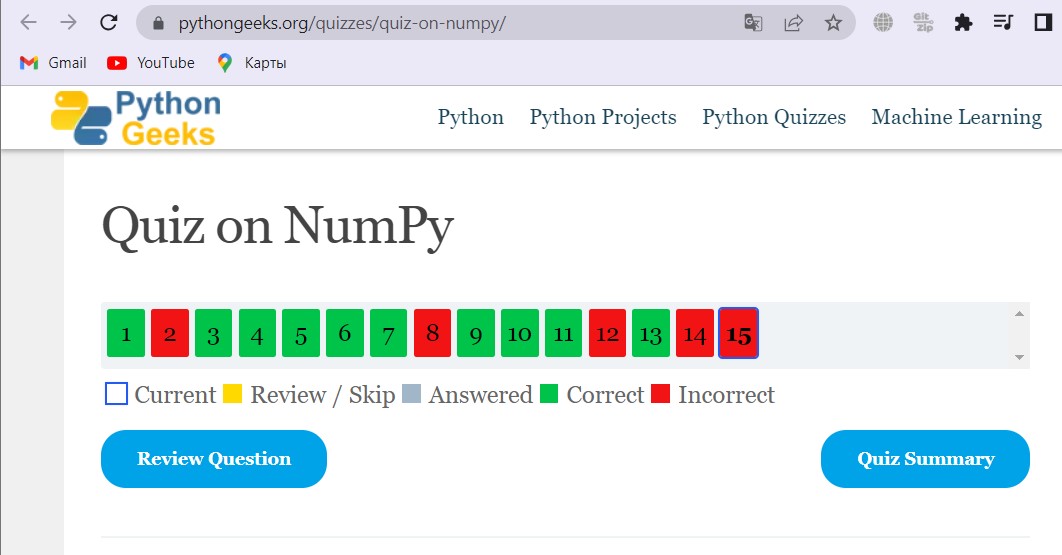 pythongeeks.org/quizzes/quiz-on-numpy/
Git
zip
Gmail YouTube Карты
Python
Geeks
Python Python Projects Python Quizzes Machine Learning
Quiz on NumPy
1 2 3 4 5 6 7 8 9 10 11 12 13 14 15
Current Review / Skip Answered Correct Incorrect
Review Question Quiz Summary